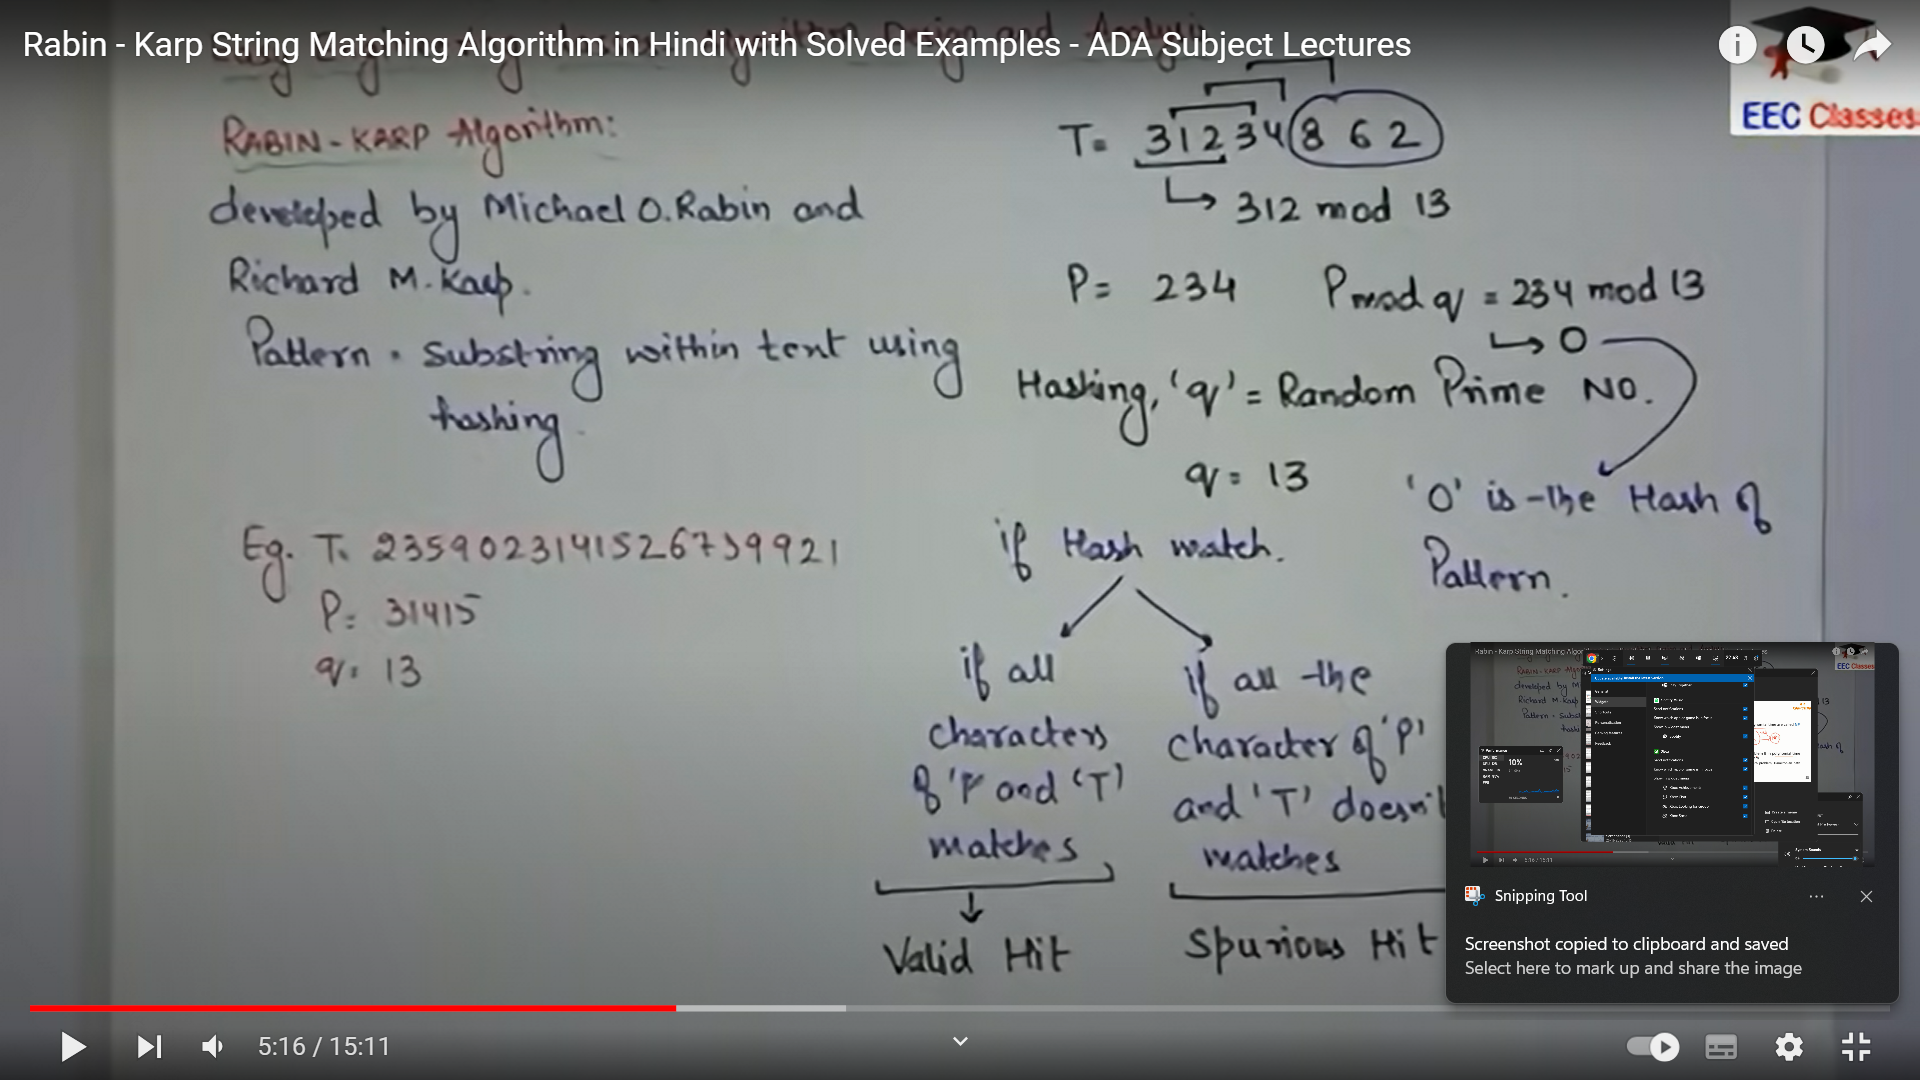 Rabin - Karp String Matching Algorithm in Hindi with Solved Examples - ADA Subject Lectures
EEC Classes
RABIN-KARP Algorithm:
developed by Michael O. Rabin and
Richard M. Karp.
Pattern = substring within text using
hashing.
Eg. T= 2359023141526739921
P= 31415
q= 13
T= 31234862
312 mod 13
P= 234 P mod q = 234 mod 13
0
Hashing, 'q' = Random Prime NO.
q= 13
'0' is the Hash of
Pattern.
if Hash match.
if all
characters
of 'P' and 'T'
matches
Valid Hit
if all the
character of 'P'
and 'T' doesn't
matches
Spurious Hit
Snipping Tool
Screenshot copied to clipboard and saved
Select here to mark up and share the image
5:16 / 15:11